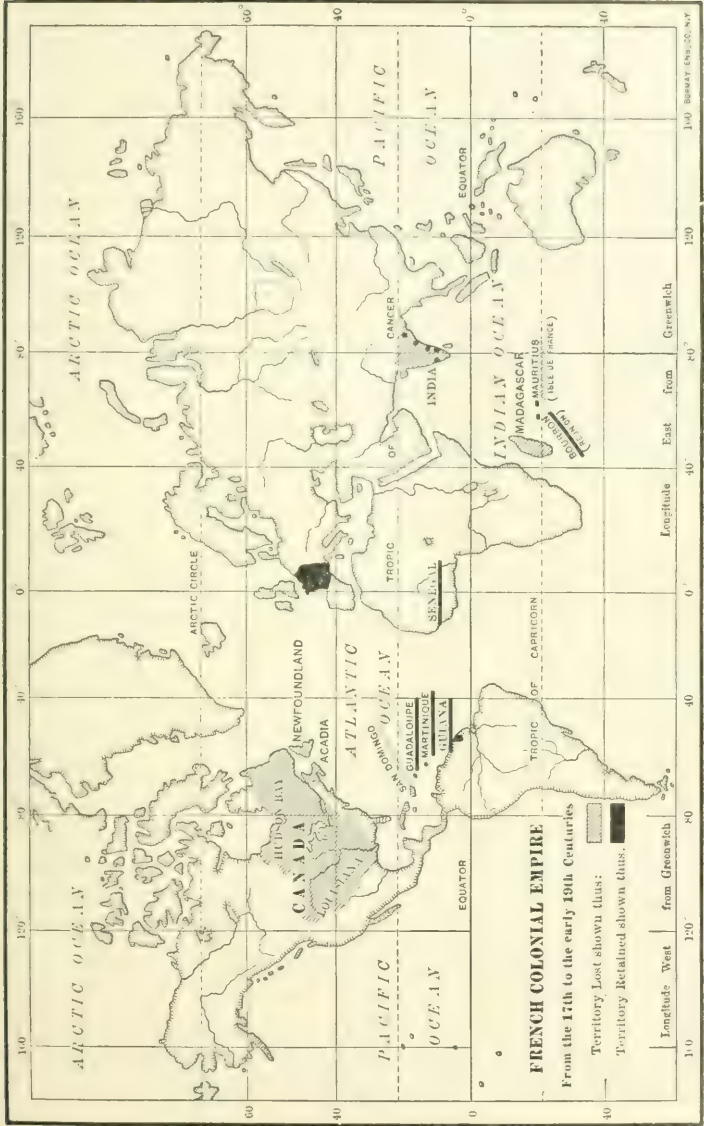 ARCTIC OCEAN
ARCTIC OCEAN
ARCTIC CIRCLE
HUDSON BAY
CANADA
LOUISIANA
NEWFOUNDLAND
ACADIA
ATLANTIC
OCEAN
PACIFIC
OCEAN
PACIFIC
OCEAN
SAN DOMINGO
GUADALOUPE
MARTINIQUE
GUIANA
SENEGAL
TROPIC
OF
CANCER
INDIA
EQUATOR
EQUATOR
INDIAN OCEAN
MADAGASCAR
MAURITIUS
(ISLE DE FRANCE)
BOURBON
TROPIC OF CAPRICORN
FRENCH COLONIAL EMPIRE
From the 17th to the early 19th Centuries
Territory Lost shown thus:
Territory Retained shown thus.
Longitude West from Greenwich
Longitude East from Greenwich
160° 120° 80° 40° 0° 40° 80° 120° 160
60°
40
0°
40
60
40
0
40
BORMAY ENG. CO. N.Y.